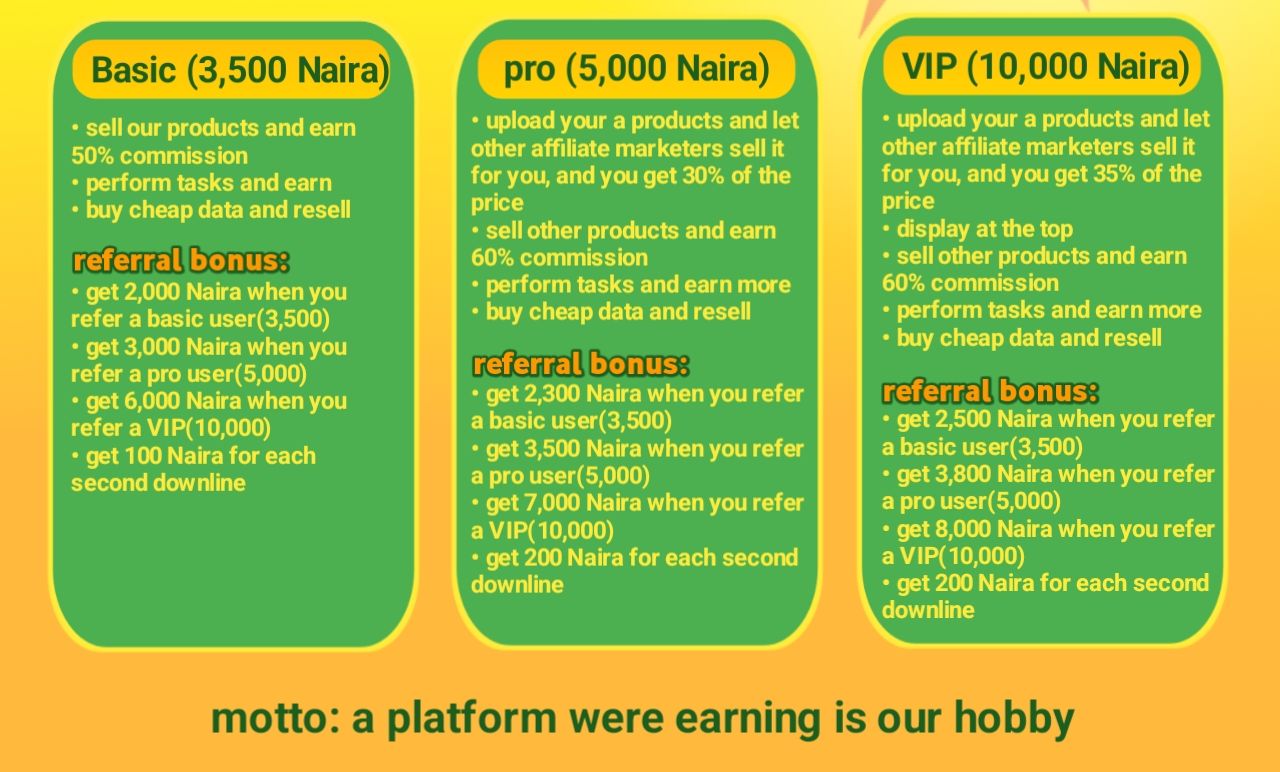 Basic (3,500 Naira)
• sell our products and earn
50% commission
• perform tasks and earn
• buy cheap data and resell
referral bonus:
• get 2,000 Naira when you
refer a basic user(3,500)
• get 3,000 Naira when you
refer a pro user(5,000)
• get 6,000 Naira when you
refer a VIP(10,000)
• get 100 Naira for each
second downline
pro (5,000 Naira)
• upload your a products and let
other affiliate marketers sell it
for you, and you get 30% of the
price
• sell other products and earn
60% commission
• perform tasks and earn more
• buy cheap data and resell
referral bonus:
• get 2,300 Naira when you refer
a basic user(3,500)
• get 3,500 Naira when you refer
a pro user(5,000)
• get 7,000 Naira when you refer
a VIP(10,000)
• get 200 Naira for each second
downline
VIP (10,000 Naira)
• upload your a products and let
other affiliate marketers sell it
for you, and you get 35% of the
price
• display at the top
• sell other products and earn
60% commission
• perform tasks and earn more
• buy cheap data and resell
referral bonus:
• get 2,500 Naira when you refer
a basic user(3,500)
• get 3,800 Naira when you refer
a pro user(5,000)
• get 8,000 Naira when you refer
a VIP(10,000)
• get 200 Naira for each second
downline
motto: a platform were earning is our hobby